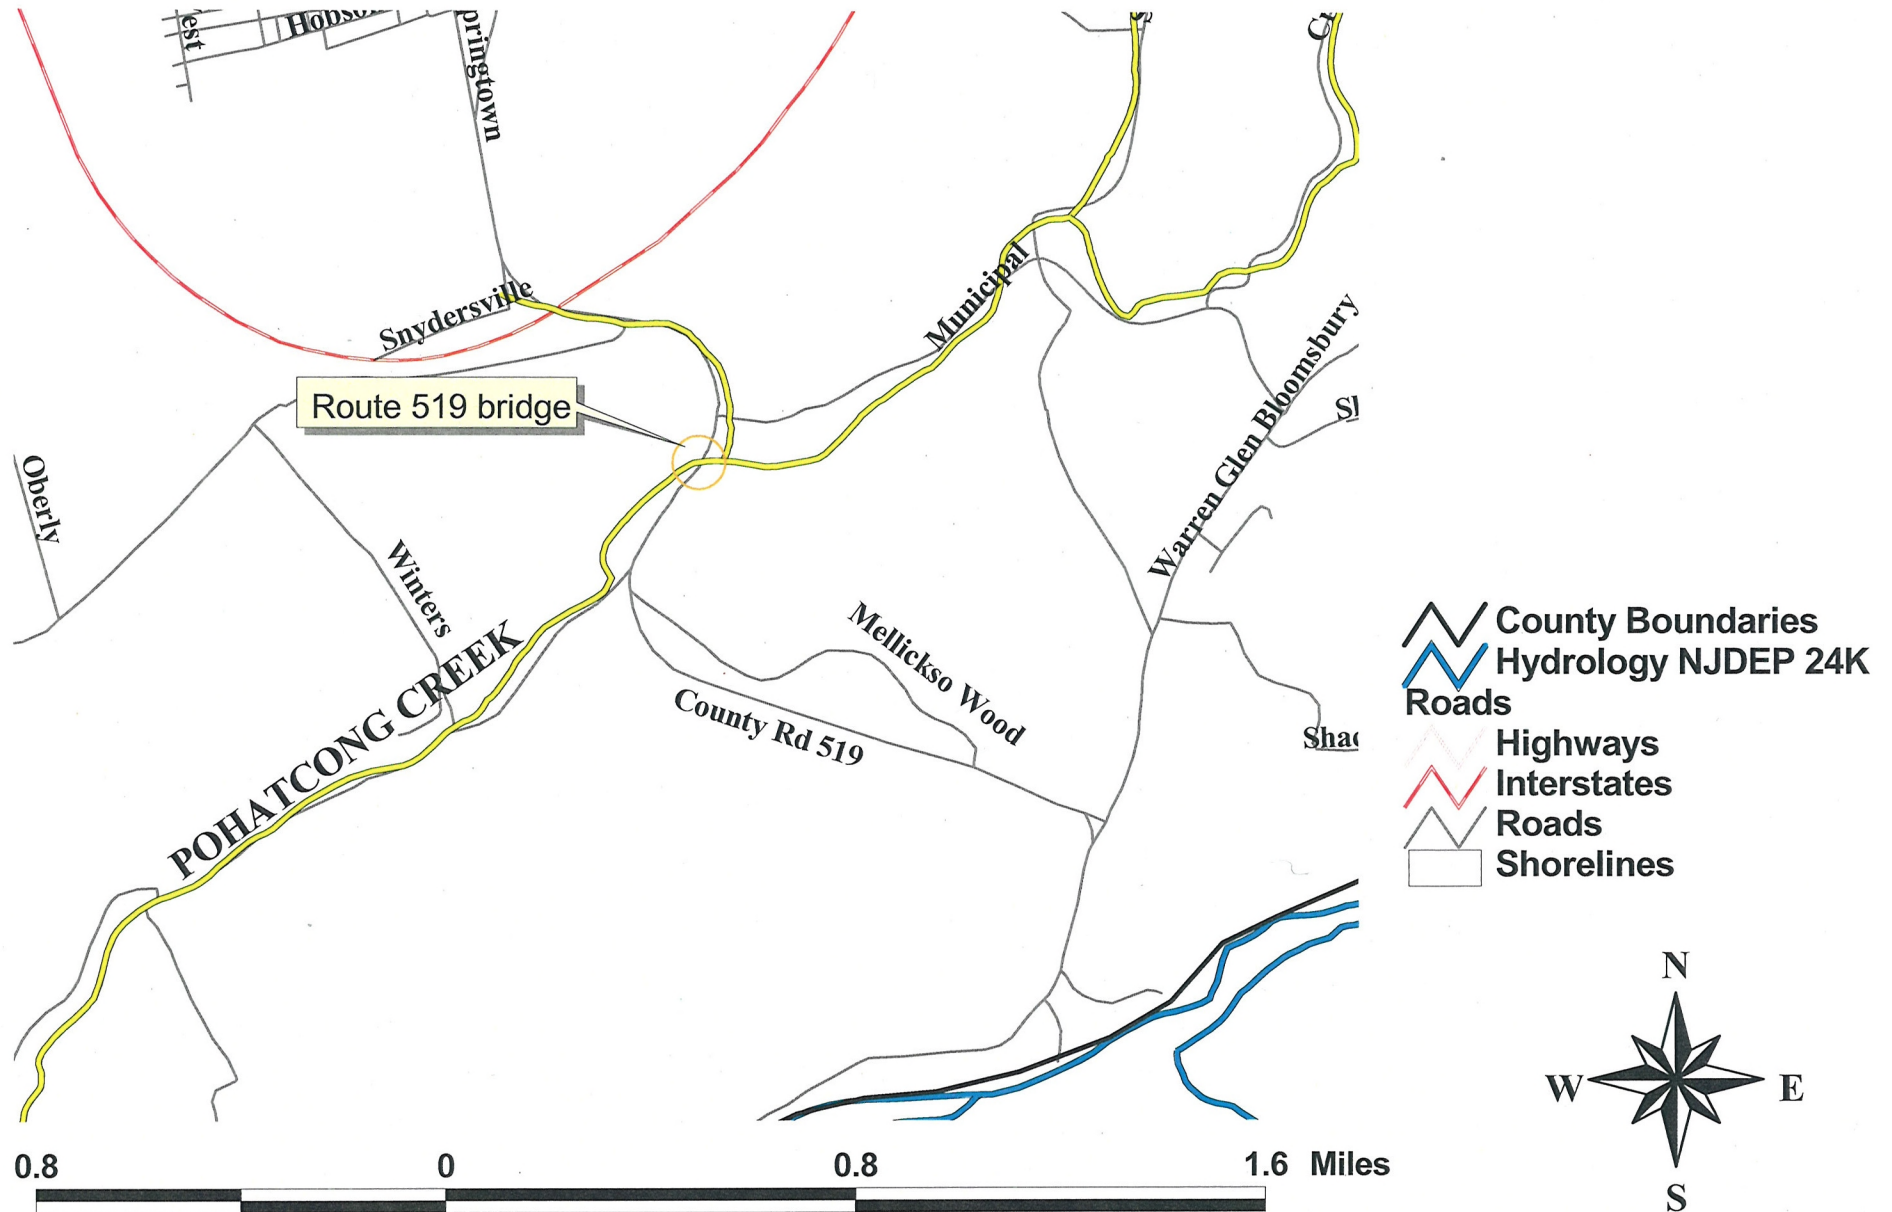 Hobson
Springtown
Snydersville
Municipal
Route 519 bridge
Warren Glen Bloomsbury
Oberly
Winters
Mellickso Wood
POHATCONG CREEK
County Rd 519
County Boundaries
Hydrology NJDEP 24K
Roads
Highways
Interstates
Roads
Shorelines
N
W
E
S
0.8 0 0.8 1.6 Miles